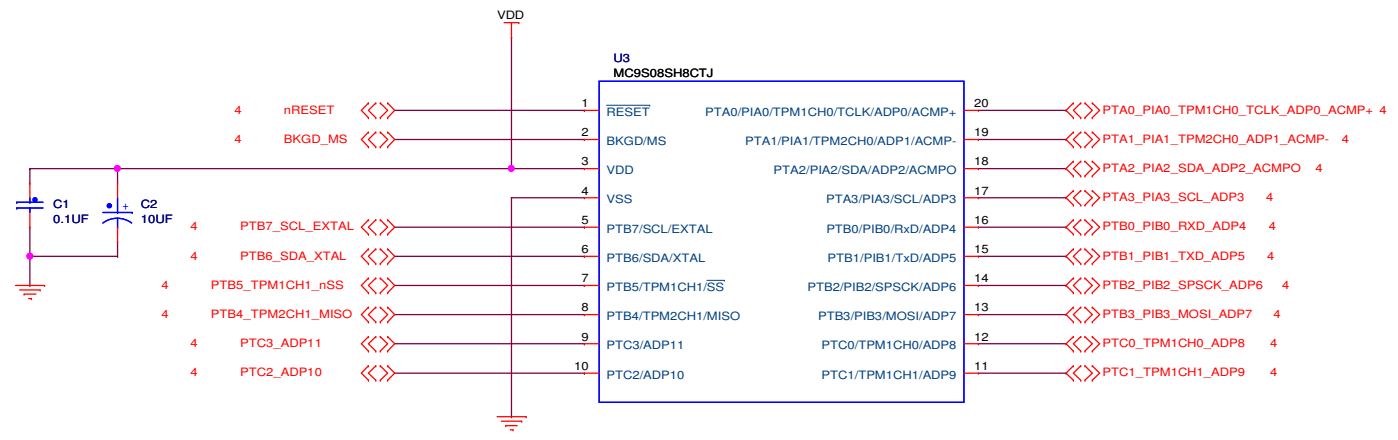 VDD
U3
MC9S08SH8CTJ
4 nRESET 1 RESET PTA0/PIA0/TPM1CH0/TCLK/ADP0/ACMP+ 20 PTA0_PIA0_TPM1CH0_TCLK_ADP0_ACMP+ 4
4 BKGD_MS 2 BKGD/MS PTA1/PIA1/TPM2CH0/ADP1/ACMP- 19 PTA1_PIA1_TPM2CH0_ADP1_ACMP- 4
3 VDD PTA2/PIA2/SDA/ADP2/ACMPO 18 PTA2_PIA2_SDA_ADP2_ACMPO 4
4 VSS PTA3/PIA3/SCL/ADP3 17 PTA3_PIA3_SCL_ADP3 4
C1
0.1UF
+ C2
10UF
4 PTB7_SCL_EXTAL 5 PTB7/SCL/EXTAL PTB0/PIB0/RxD/ADP4 16 PTB0_PIB0_RXD_ADP4 4
4 PTB6_SDA_XTAL 6 PTB6/SDA/XTAL PTB1/PIB1/TxD/ADP5 15 PTB1_PIB1_TXD_ADP5 4
4 PTB5_TPM1CH1_nSS 7 PTB5/TPM1CH1/SS PTB2/PIB2/SPSCK/ADP6 14 PTB2_PIB2_SPSCK_ADP6 4
4 PTB4_TPM2CH1_MISO 8 PTB4/TPM2CH1/MISO PTB3/PIB3/MOSI/ADP7 13 PTB3_PIB3_MOSI_ADP7 4
4 PTC3_ADP11 9 PTC3/ADP11 PTC0/TPM1CH0/ADP8 12 PTC0_TPM1CH0_ADP8 4
4 PTC2_ADP10 10 PTC2/ADP10 PTC1/TPM1CH1/ADP9 11 PTC1_TPM1CH1_ADP9 4